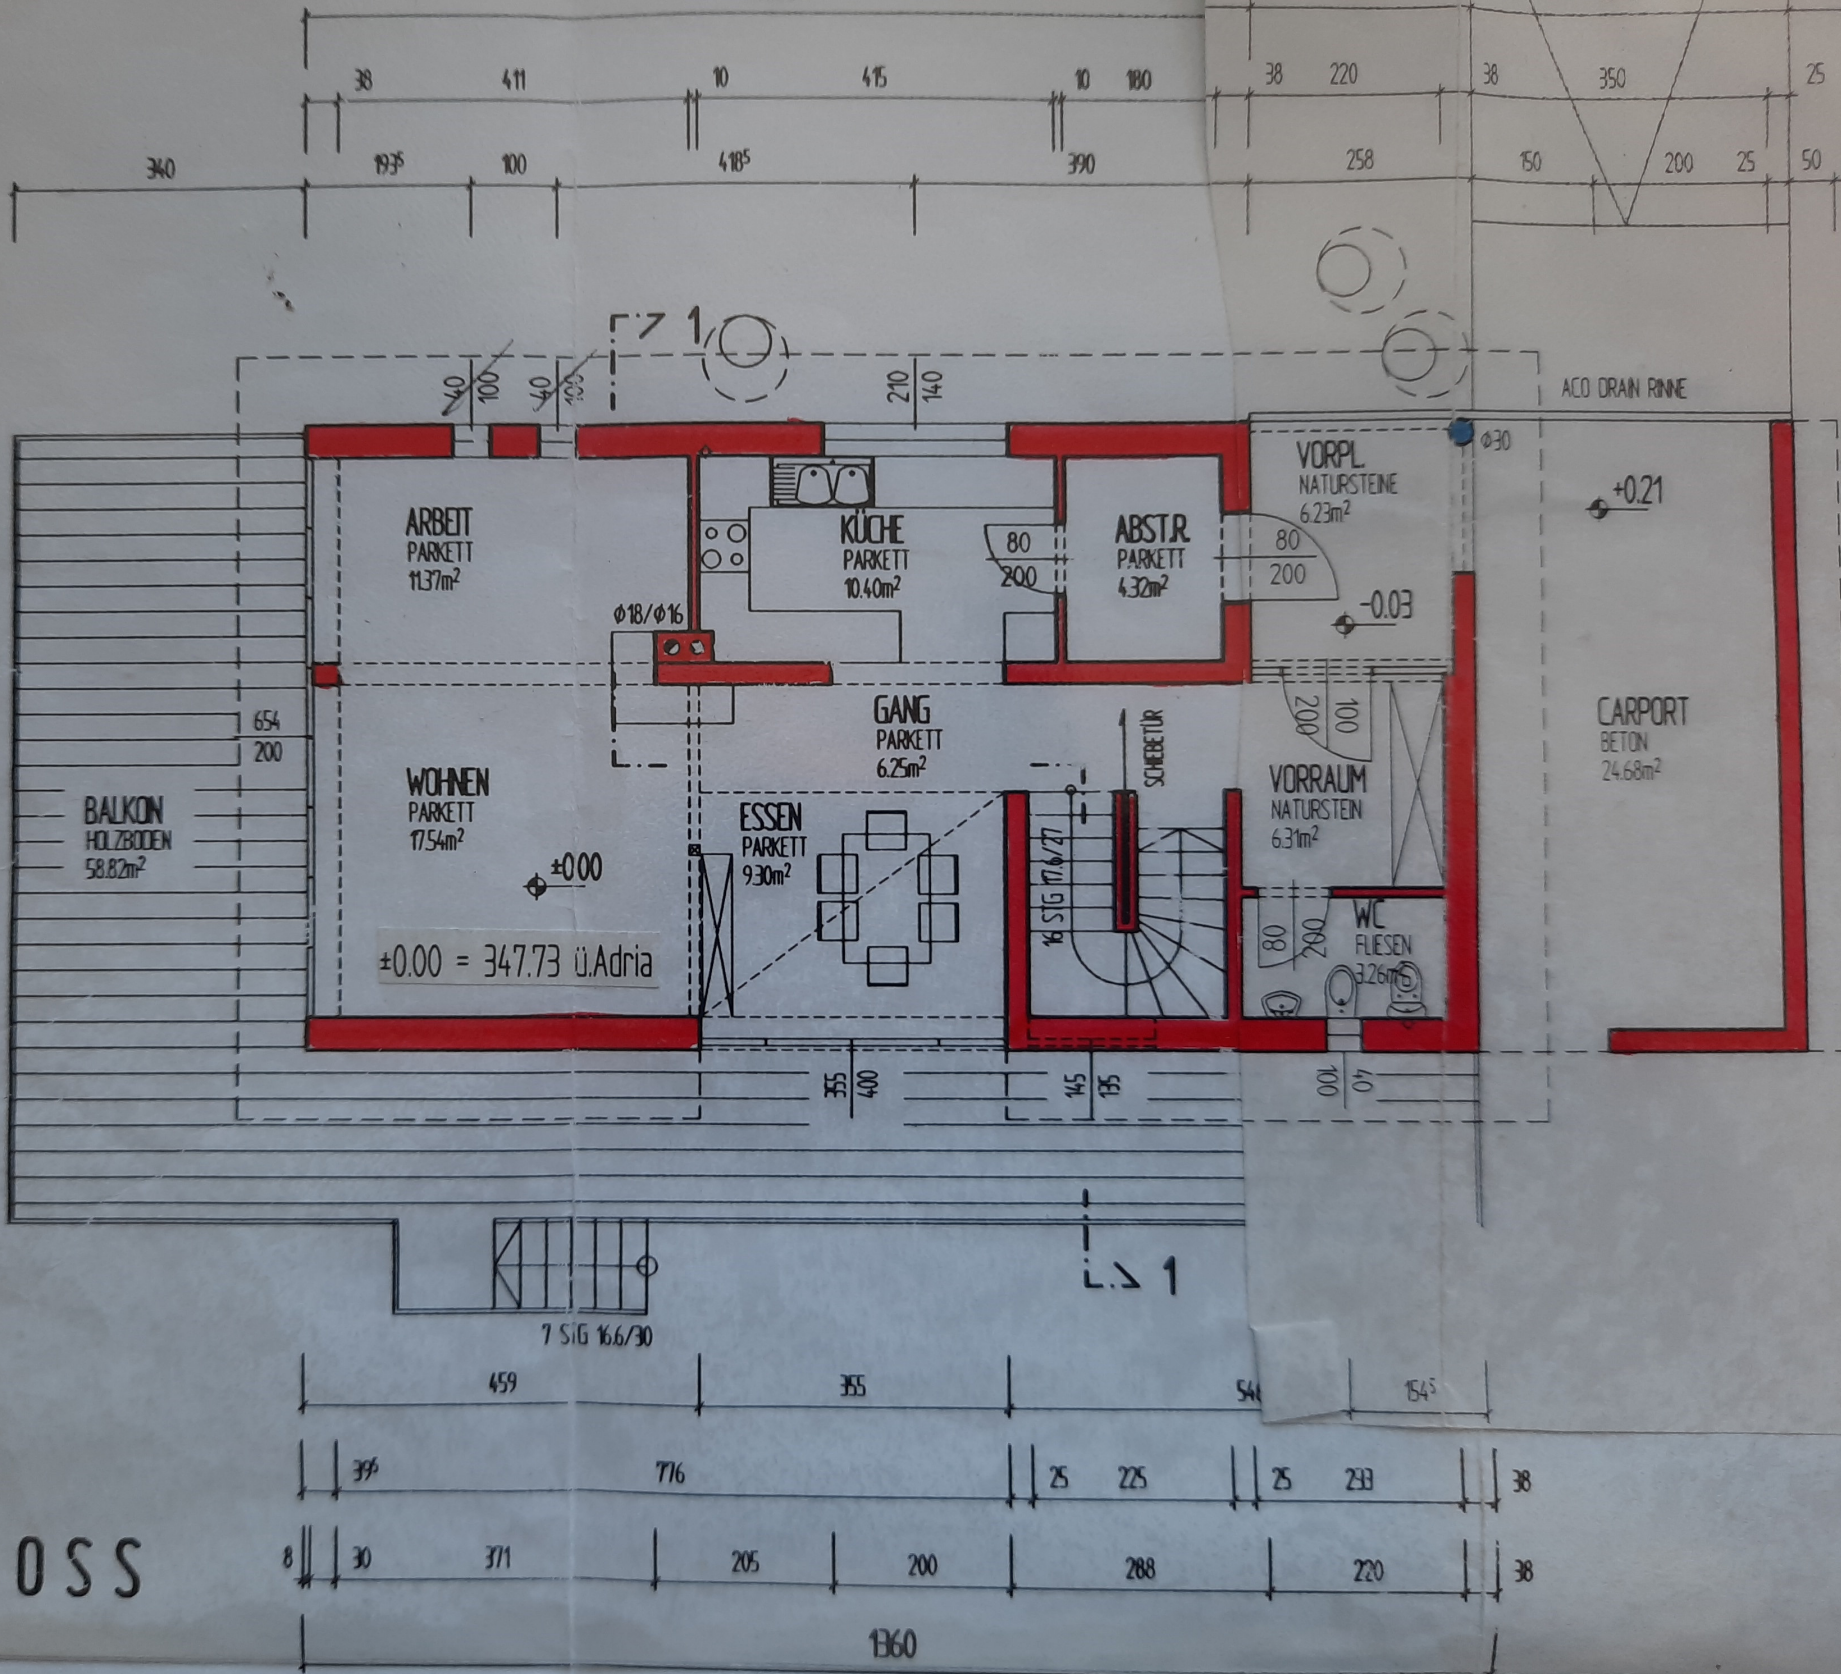 38 411 10 415 10 180 38 220 38 350 25
340 193⁵ 100 418⁵ 390 258 150 200 25 50
1
40
100
40
100
210
140
ACO DRAIN RINNE
ø30
VORPL.
NATURSTEINE
6.23m²
+0.21
ARBEIT
PARKETT
11.37m²
KÜCHE
PARKETT
10.40m²
80
200
ABST.R.
PARKETT
4.32m²
80
200
-0.03
ø18/ø16
654
200
GANG
PARKETT
6.25m²
SCHIEBETÜR
200
100
CARPORT
BETON
24.68m²
BALKON
HOLZBODEN
58.82m²
WOHNEN
PARKETT
17.54m²
±0.00
±0.00 = 347.73 ü.Adria
ESSEN
PARKETT
9.30m²
16 STG 17.6/27
VORRAUM
NATURSTEIN
6.31m²
80
200
WC
FLIESEN
3.26m²
355
400
145
135
100
40
1
7 STG 16.6/30
459 355 154⁵
39⁵ 776 25 225 25 293 38
8 30 371 205 200 288 220 38
OSS
1360